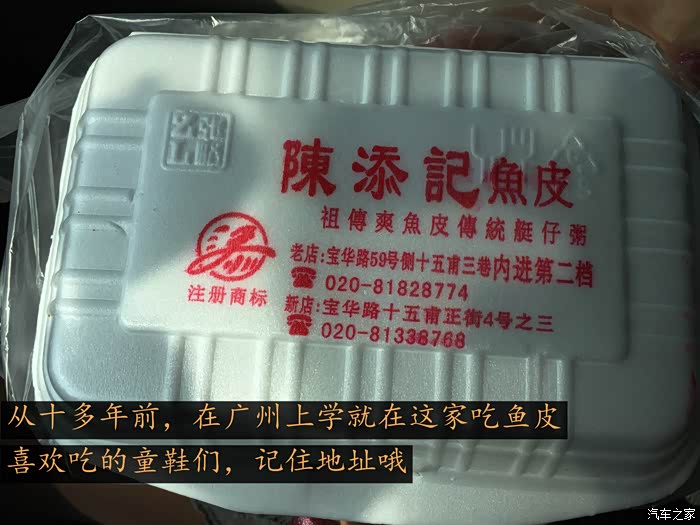 陳添記魚皮
祖傳爽魚皮傳統艇仔粥
老店:宝华路59号侧十五甫三巷内进第二档
020-81828774
新店:宝华路十五甫正街4号之三
020-81338768
注册商标
从十多年前，在广州上学就在这家吃鱼皮
喜欢吃的童鞋们，记住地址哦
汽车之家